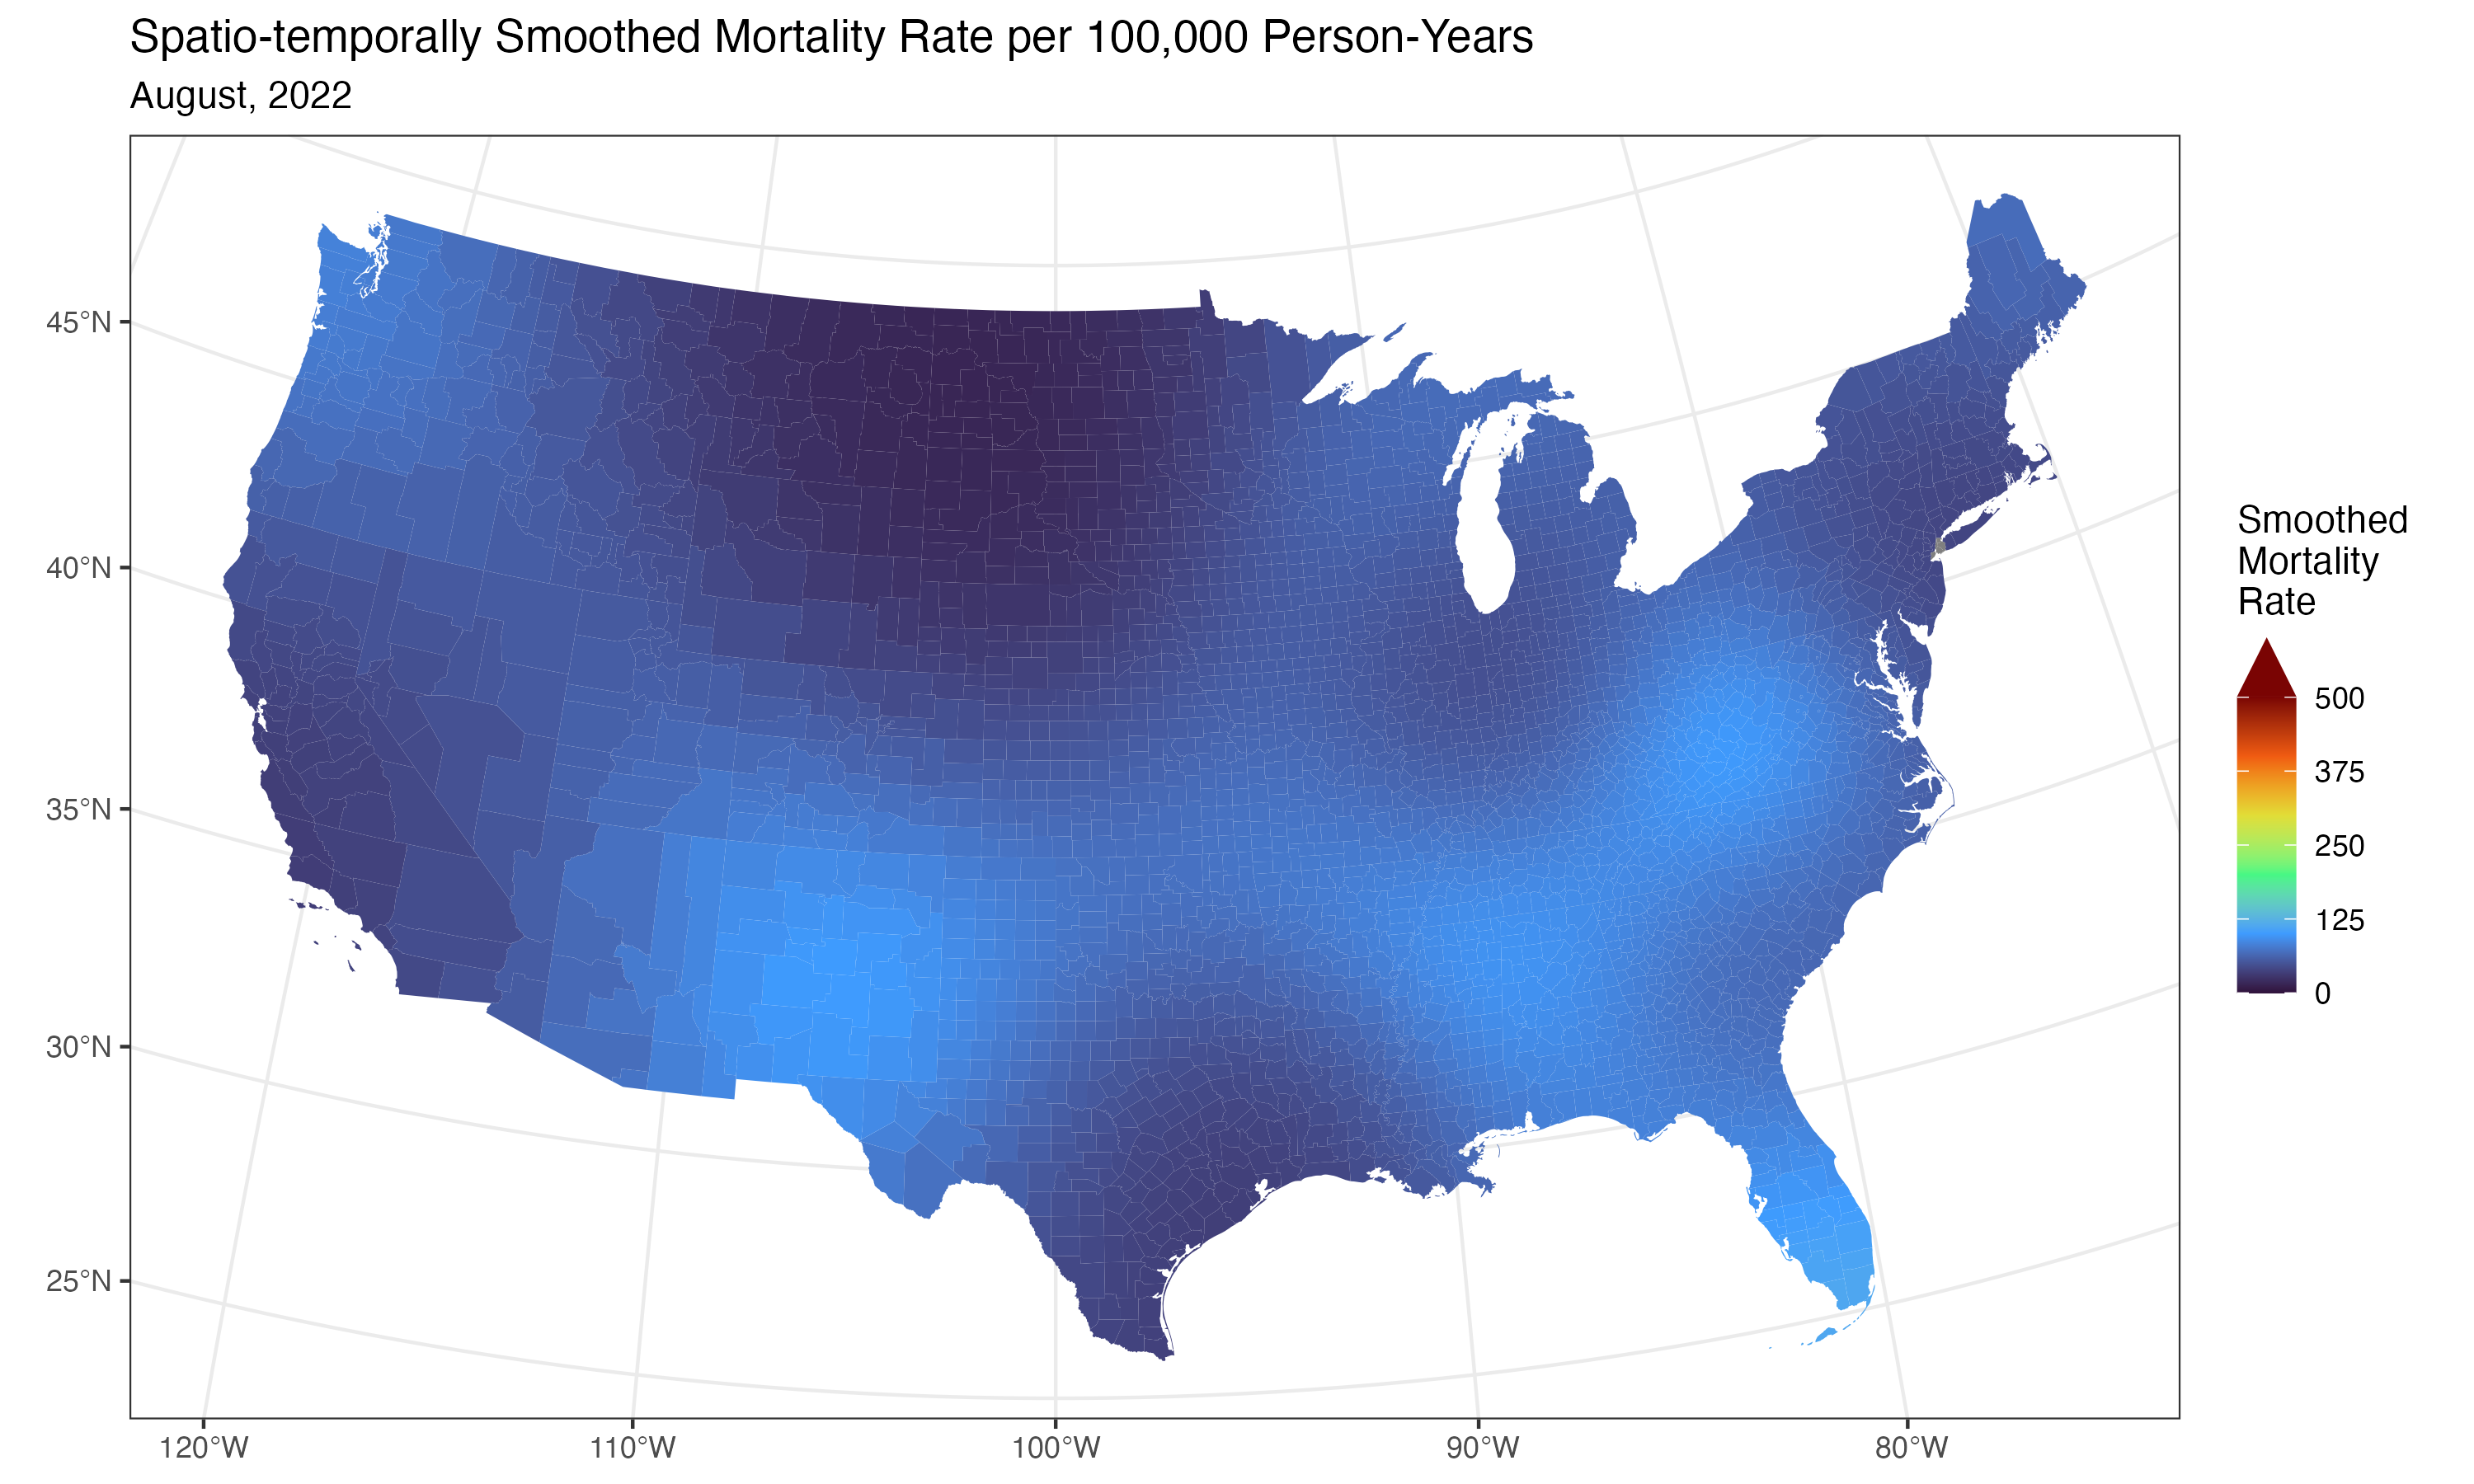 Spatio-temporally Smoothed Mortality Rate per 100,000 Person-Years
August, 2022
45°N
40°N
35°N
30°N
25°N
120°W
110°W
100°W
90°W
80°W
Smoothed
Mortality
Rate
500
375
250
125
0